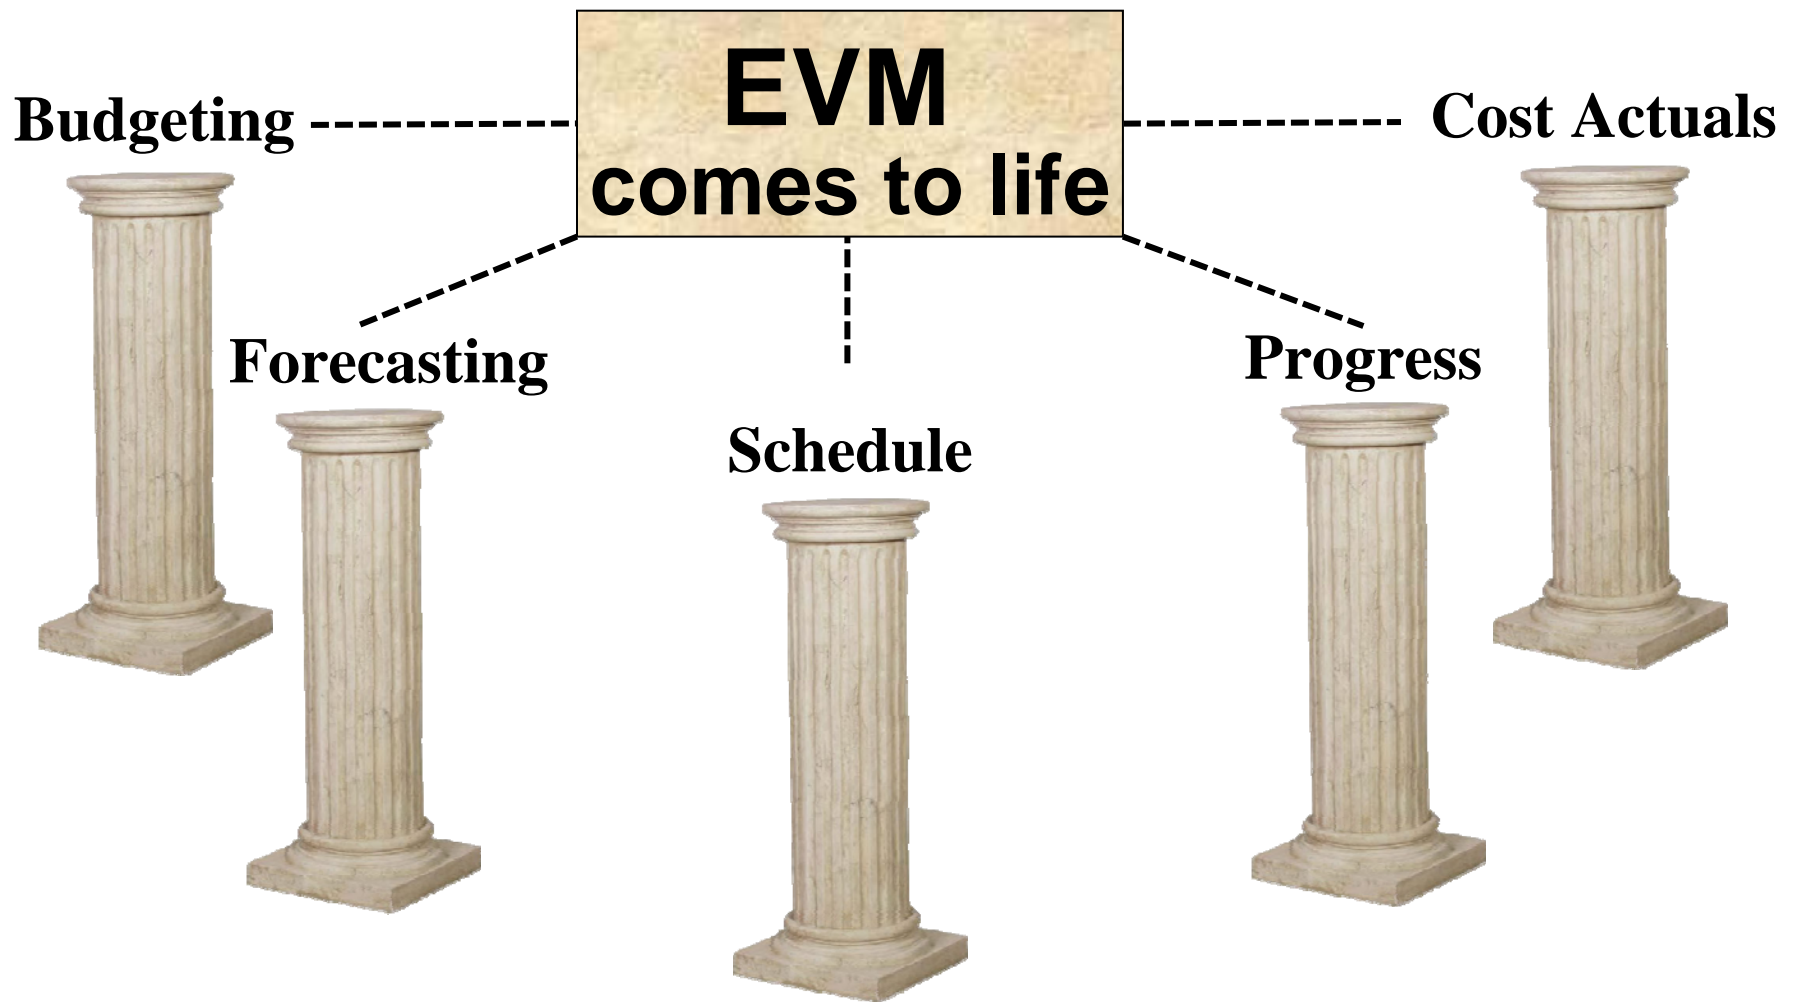 EVM
comes to life
Budgeting
Cost Actuals
Forecasting
Progress
Schedule